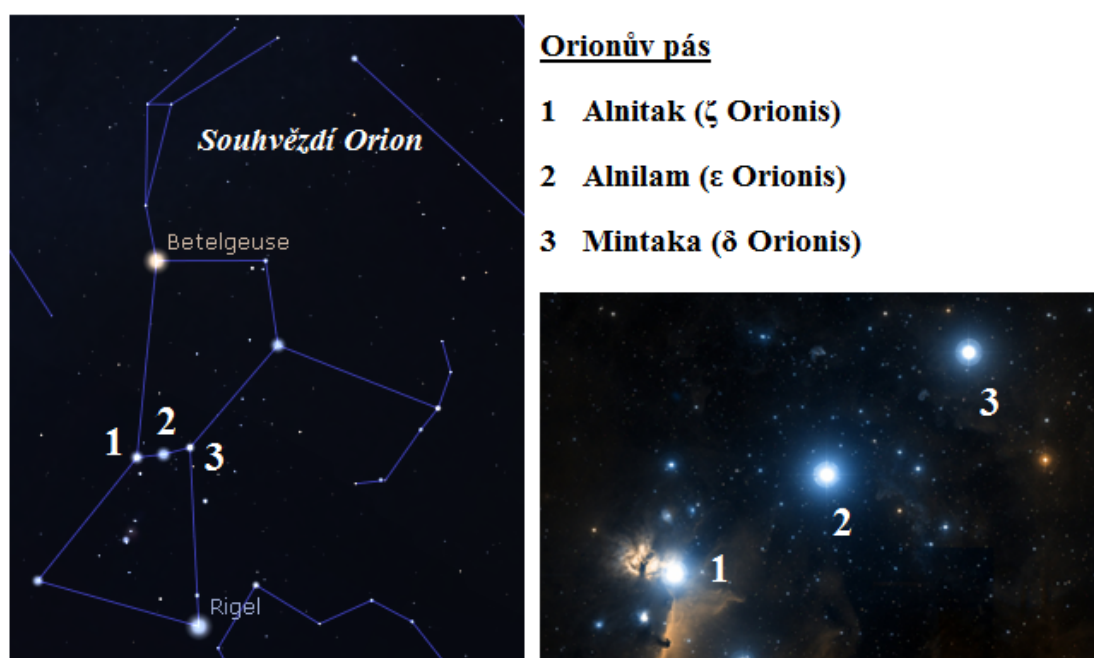 Souhvězdí Orion
Betelgeuse
1
2
3
Rigel
Orionův pás
1 Alnitak (ζ Orionis)
2 Alnilam (ε Orionis)
3 Mintaka (δ Orionis)
3
2
1